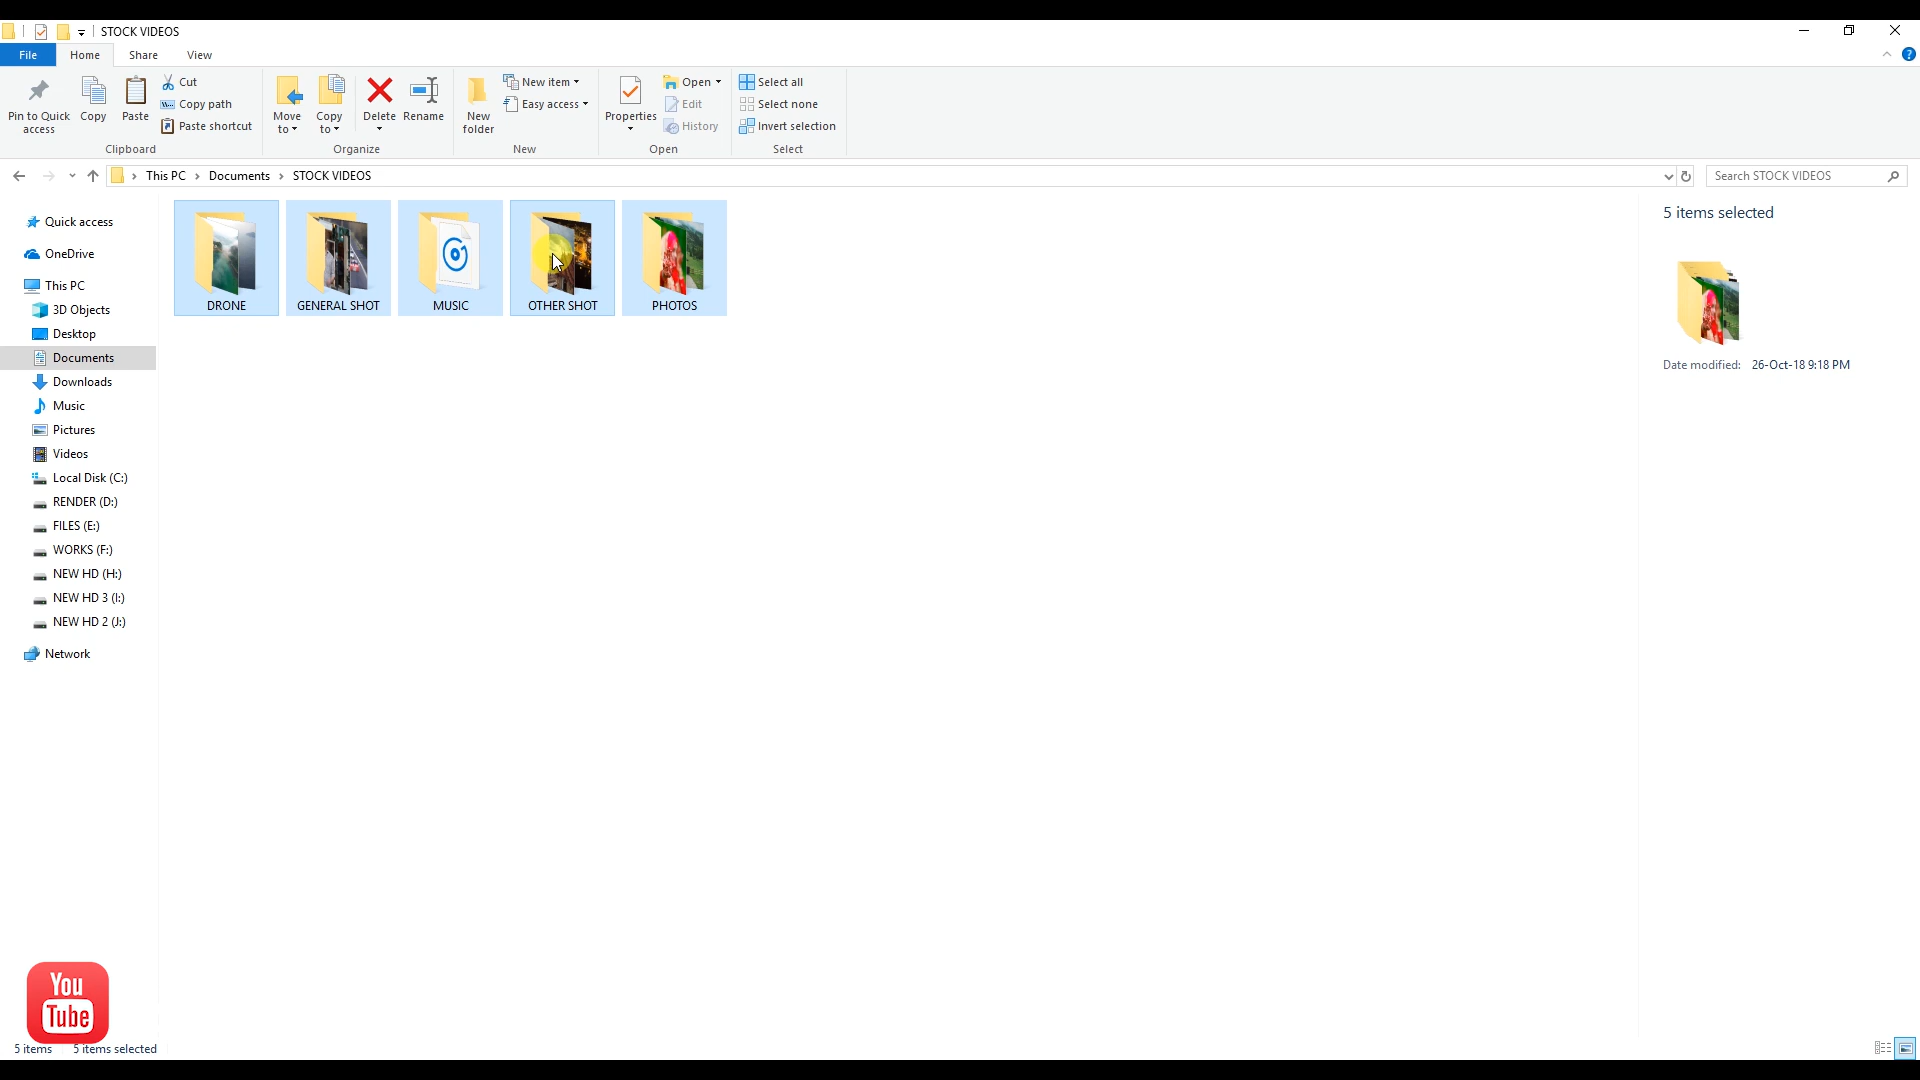 STOCK VIDEOS
File Home Share View
Pin to Quick access
Copy
Paste
Cut
Copy path
Paste shortcut
Clipboard
Move to
Copy to
Delete
Rename
Organize
New folder
New item
Easy access
New
Properties
Open
Edit
History
Open
Select all
Select none
Invert selection
Select
This PC > Documents > STOCK VIDEOS
Search STOCK VIDEOS
Quick access
OneDrive
This PC
3D Objects
Desktop
Documents
Downloads
Music
Pictures
Videos
Local Disk (C:)
RENDER (D:)
FILES (E:)
WORKS (F:)
NEW HD (H:)
NEW HD 3 (I:)
NEW HD 2 (J:)
Network
DRONE
GENERAL SHOT
MUSIC
OTHER SHOT
PHOTOS
5 items selected
Date modified: 26-Oct-18 9:18 PM
You
Tube
5 items 5 items selected